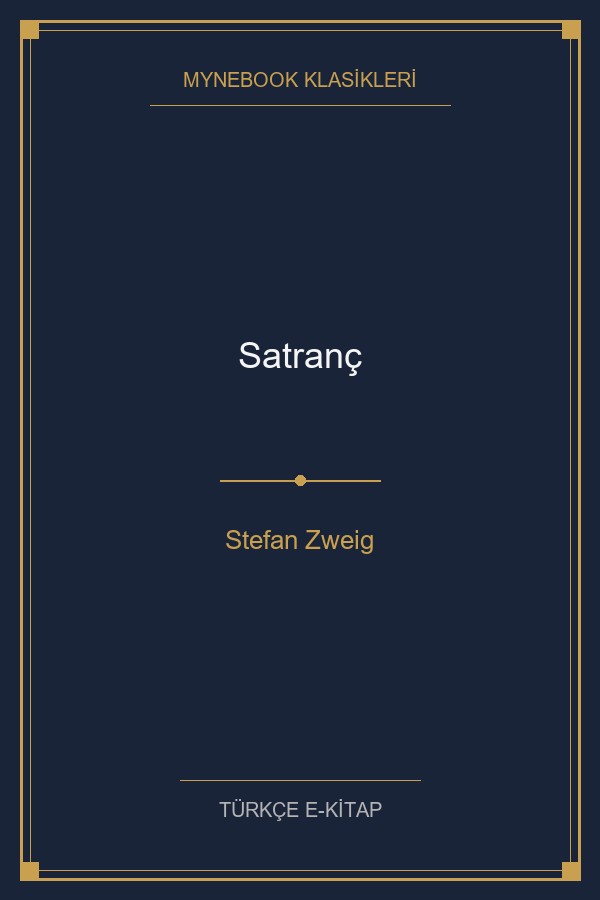 MYNEBOOK KLASİKLERİ
Satranç
Stefan Zweig
TÜRKÇE E-KİTAP